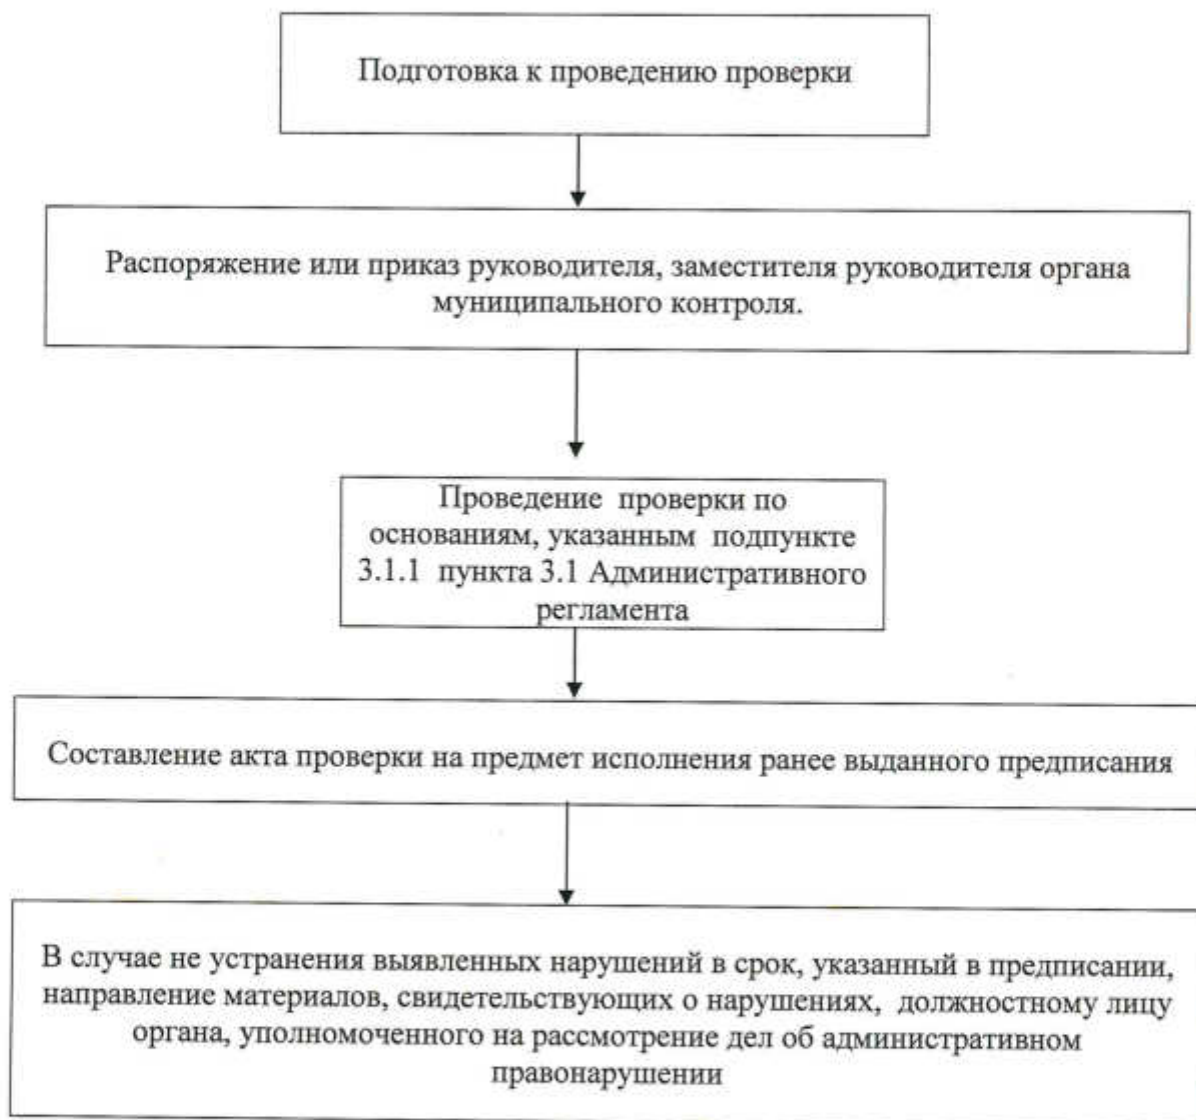 Подготовка к проведению проверки
Распоряжение или приказ руководителя, заместителя руководителя органа
муниципального контроля.
Проведение проверки по
основаниям, указанным подпункте
3.1.1 пункта 3.1 Административного
регламента
Составление акта проверки на предмет исполнения ранее выданного предписания
В случае не устранения выявленных нарушений в срок, указанный в предписании,
направление материалов, свидетельствующих о нарушениях, должностному лицу
органа, уполномоченного на рассмотрение дел об административном
правонарушении